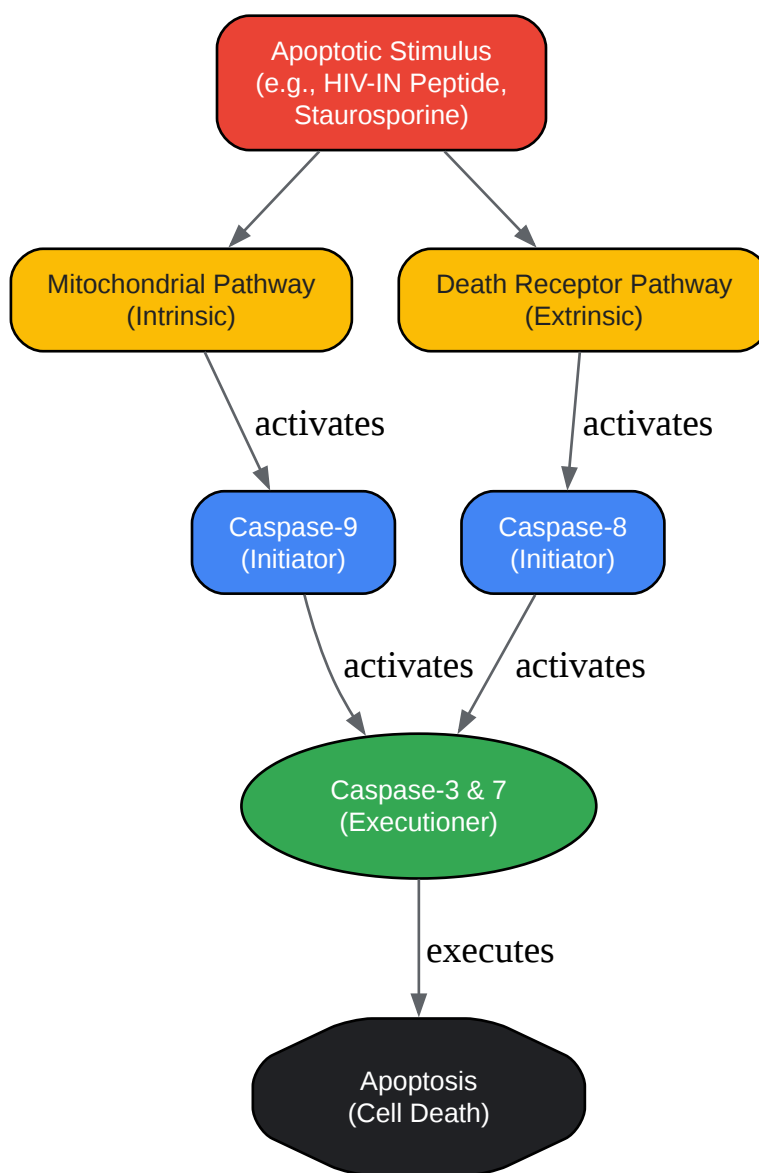 Apoptotic Stimulus
(e.g., HIV-IN Peptide,
Staurosporine)
Mitochondrial Pathway
(Intrinsic)
Death Receptor Pathway
(Extrinsic)
activates
activates
Caspase-9
(Initiator)
Caspase-8
(Initiator)
activates
activates
Caspase-3 & 7
(Executioner)
executes
Apoptosis
(Cell Death)